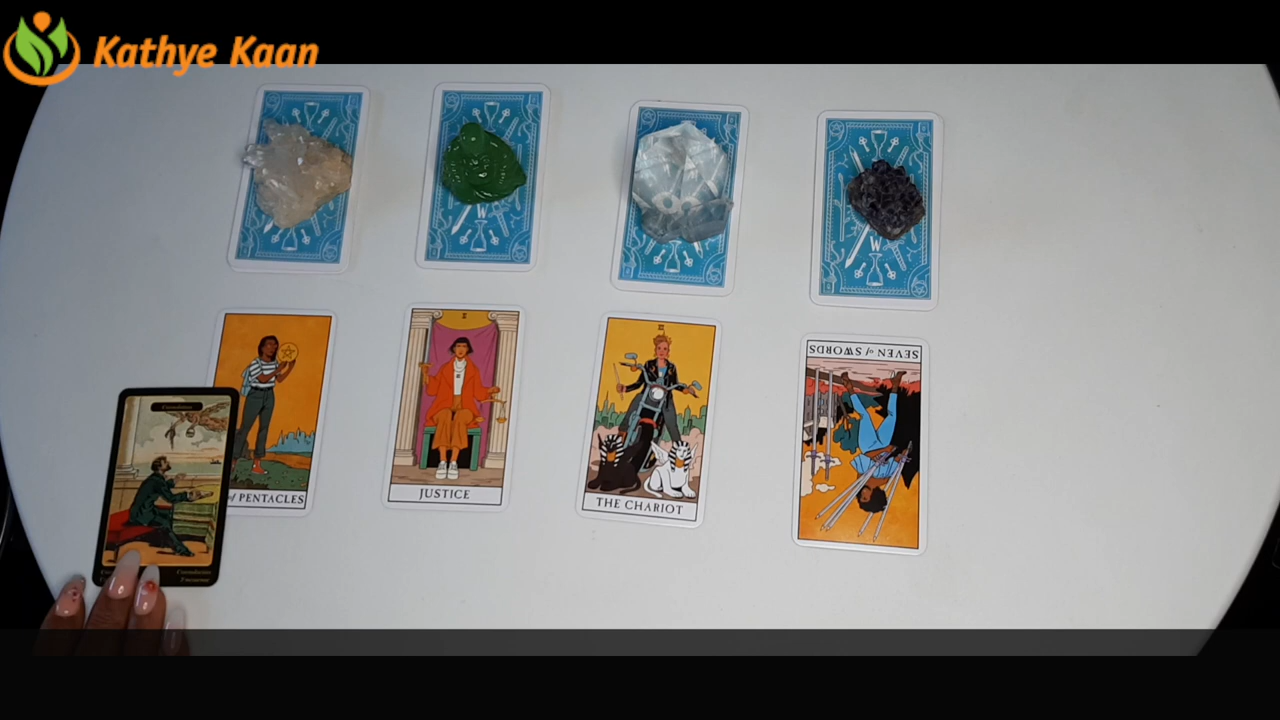 Kathye Kaan
of PENTACLES
JUSTICE
THE CHARIOT
SEVEN of SWORDS